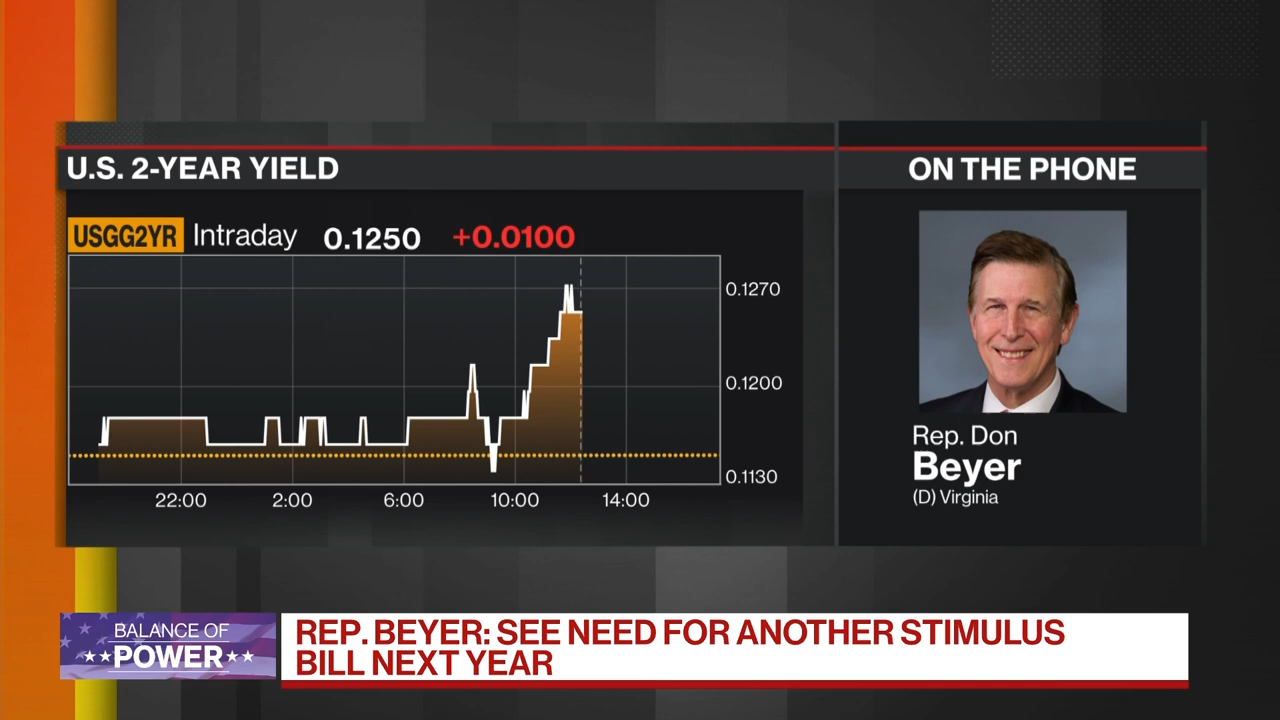 U.S. 2-YEAR YIELD
USGG2YR Intraday 0.1250 +0.0100
0.1270
0.1200
0.1130
22:00 2:00 6:00 10:00 14:00
ON THE PHONE
Rep. Don
Beyer
(D) Virginia
BALANCE OF
POWER
REP. BEYER: SEE NEED FOR ANOTHER STIMULUS
BILL NEXT YEAR